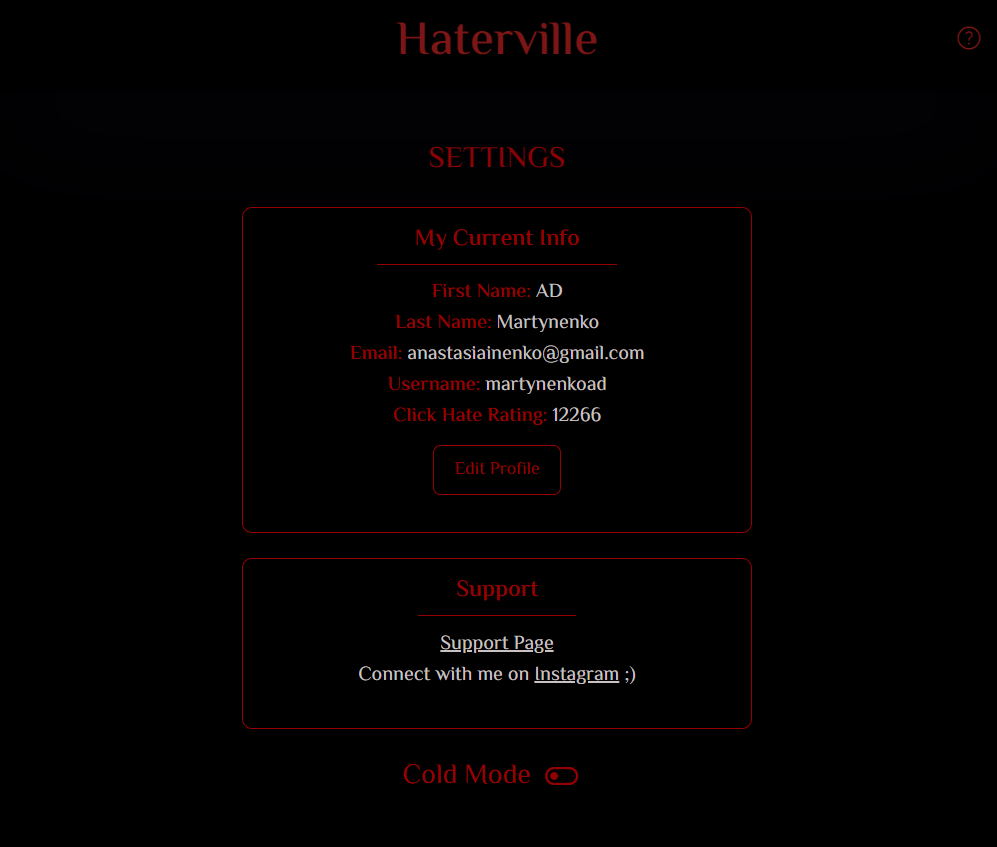 Haterville
?
SETTINGS
My Current Info
First Name: AD
Last Name: Martynenko
Email: anastasiainenko@gmail.com
Username: martynenkoad
Click Hate Rating: 12266
Edit Profile
Support
Support Page
Connect with me on Instagram ;)
Cold Mode